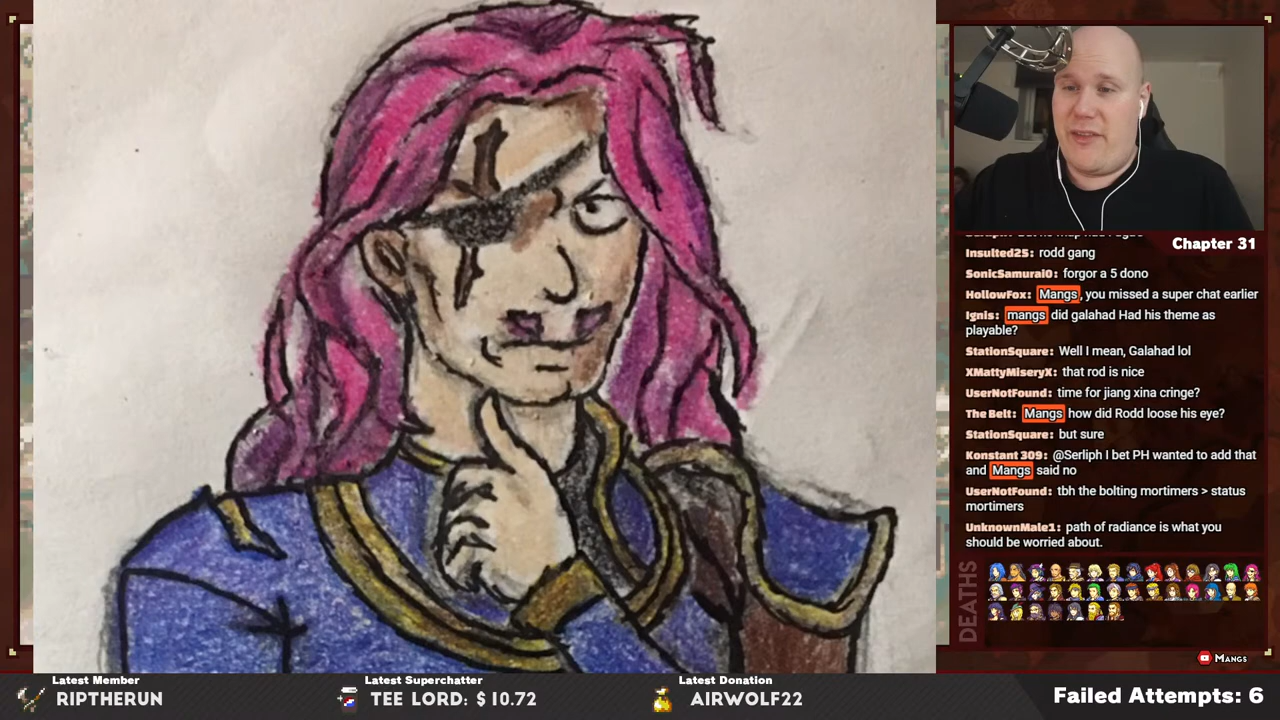 Chapter 31
Insulted25: rodd gang
SonicSamurai0: forgor a 5 dono
HollowFox: Mangs, you missed a super chat earlier
Ignis: mangs did galahad Had his theme as
playable?
StationSquare: Well I mean, Galahad lol
XMattyMiseryX: that rod is nice
UserNotFound: time for jiang xina cringe?
The Belt: Mangs how did Rodd loose his eye?
StationSquare: but sure
Konstant 309: @Serliph I bet PH wanted to add that
and Mangs said no
UserNotFound: tbh the bolting mortimers > status
mortimers
UnknownMale1: path of radiance is what you
should be worried about.
DEATHS
MANGS
Latest Member
RIPTHERUN
Latest Superchatter
TEE LORD: $10.72
Latest Donation
AIRWOLF22
Failed Attempts: 6